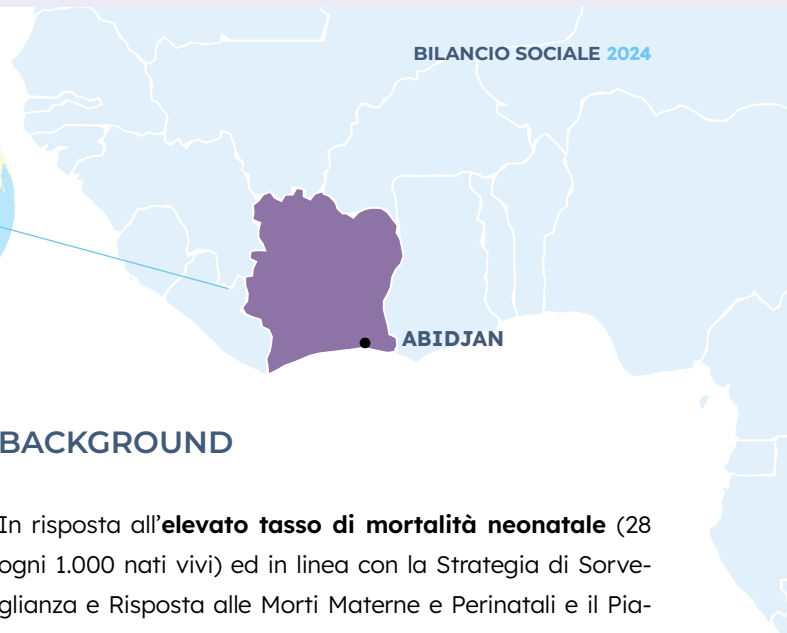 BILANCIO SOCIALE 2024
ABIDJAN
BACKGROUND
In risposta all’elevato tasso di mortalità neonatale (28
ogni 1.000 nati vivi) ed in linea con la Strategia di Sorve-
glianza e Risposta alle Morti Materne e Perinatali e il Pia-